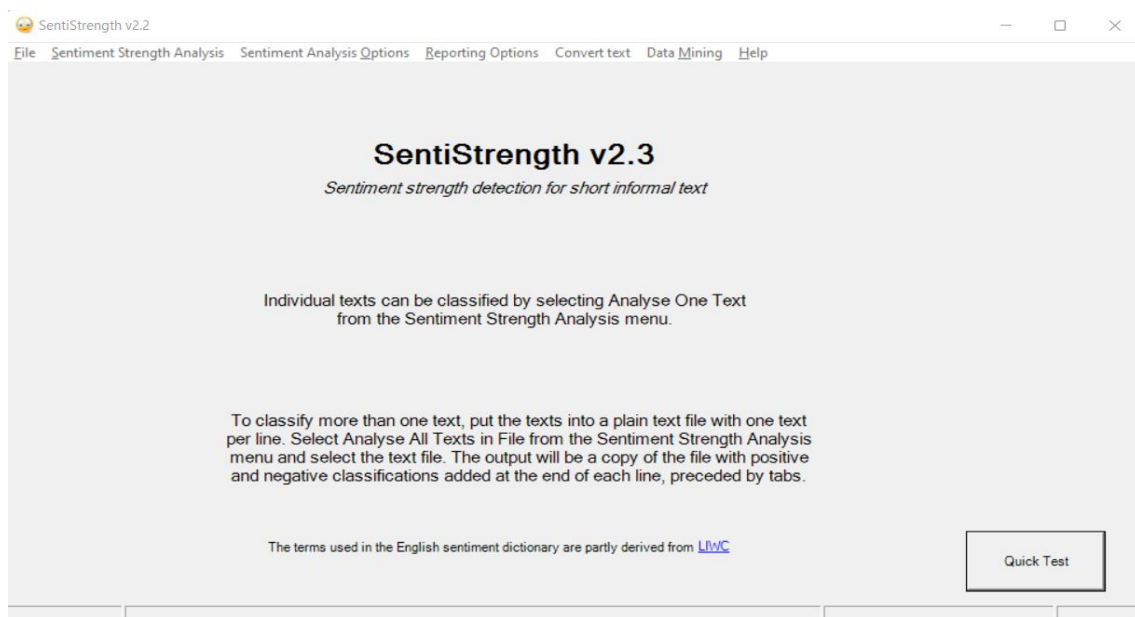 SentiStrength v2.2
File Sentiment Strength Analysis Sentiment Analysis Options Reporting Options Convert text Data Mining Help
SentiStrength v2.3
Sentiment strength detection for short informal text
Individual texts can be classified by selecting Analyse One Text
from the Sentiment Strength Analysis menu.
To classify more than one text, put the texts into a plain text file with one text
per line. Select Analyse All Texts in File from the Sentiment Strength Analysis
menu and select the text file. The output will be a copy of the file with positive
and negative classifications added at the end of each line, preceded by tabs.
The terms used in the English sentiment dictionary are partly derived from LIWC
Quick Test